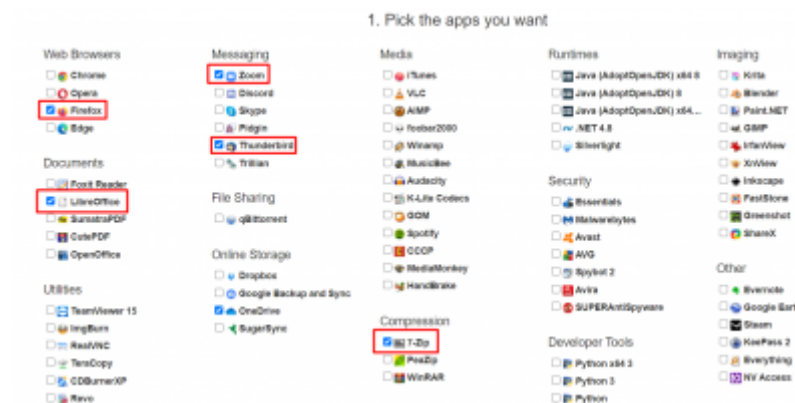 1. Pick the apps you want
Web Browsers
Chrome
Opera
Firefox
Edge
Documents
Foxit Reader
LibreOffice
SumatraPDF
CutePDF
OpenOffice
Utilities
TeamViewer 15
ImgBurn
RealVNC
TeraCopy
CDBurnerXP
Revo
Messaging
Zoom
Discord
Skype
Pidgin
Thunderbird
Trillian
File Sharing
qBittorrent
Online Storage
Dropbox
Google Backup and Sync
OneDrive
SugarSync
Media
iTunes
VLC
AIMP
foobar2000
Winamp
MusicBee
Audacity
K-Lite Codecs
GOM
Spotify
CCCP
MediaMonkey
HandBrake
Compression
7-Zip
PeaZip
WinRAR
Runtimes
Java (AdoptOpenJDK) x64 8
Java (AdoptOpenJDK) 8
Java (AdoptOpenJDK) x64...
.NET 4.8
Silverlight
Security
Essentials
Malwarebytes
Avast
AVG
Spybot 2
Avira
SUPERAntiSpyware
Developer Tools
Python x64 3
Python 3
Python
Imaging
Krita
Blender
Paint.NET
GIMP
IrfanView
XnView
Inkscape
FastStone
Greenshot
ShareX
Other
Evernote
Google Eart
Steam
KeePass 2
Everything
NV Access